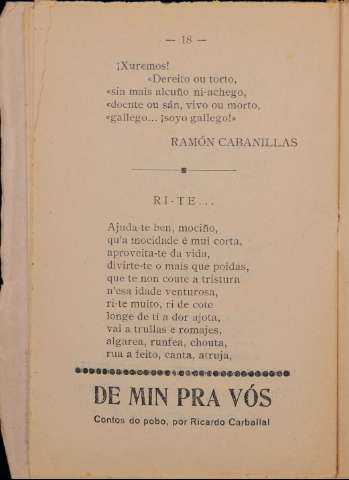 — 18 —
¡Xuremos!
«Dereito ou torto,
«sin mais alcuño ni-achego,
«doente ou sán, vivo ou morto,
«gallego... ¡soyo gallego!»
RAMÓN CABANILLAS
RI-TE...
Ajuda-te ben, mociño,
qu'a mocidade é mui corta,
aproveita-te da vida,
divirte-te o mais que poidas,
que te non coute a tristura
n'esa idade venturosa,
ri-te muito, ri de cote
longe de ti a dor ajota,
vai a trullas e romajes,
algarea, runfea, chouta,
rua a feito, canta, atruja,
DE MIN PRA VÓS
Contos do pobo, por Ricardo Carballal